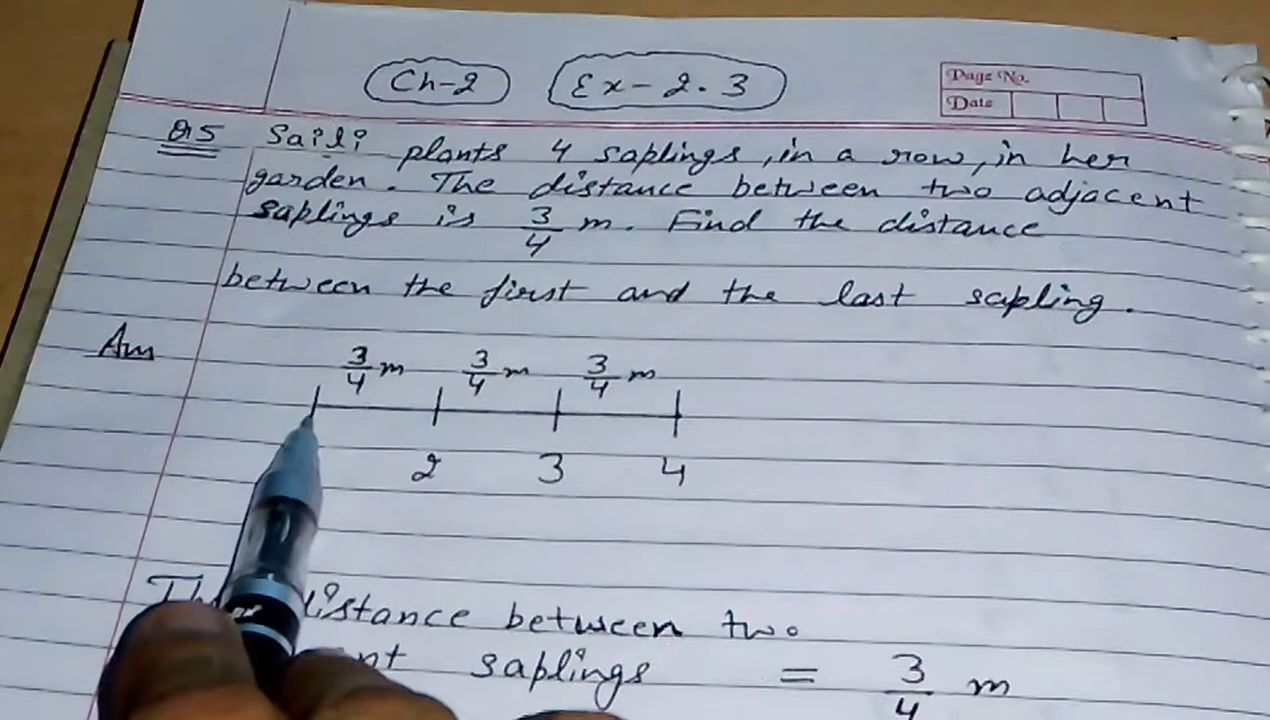 Ch-2 Ex-2.3
Page No.
Date
Q5 Saili plants 4 saplings, in a row, in her
garden. The distance between two adjacent
saplings is 3/4 m. Find the distance
between the first and the last sapling.
Ans
3/4 m 3/4 m 3/4 m
2 3 4
distance between two
saplings = 3/4 m